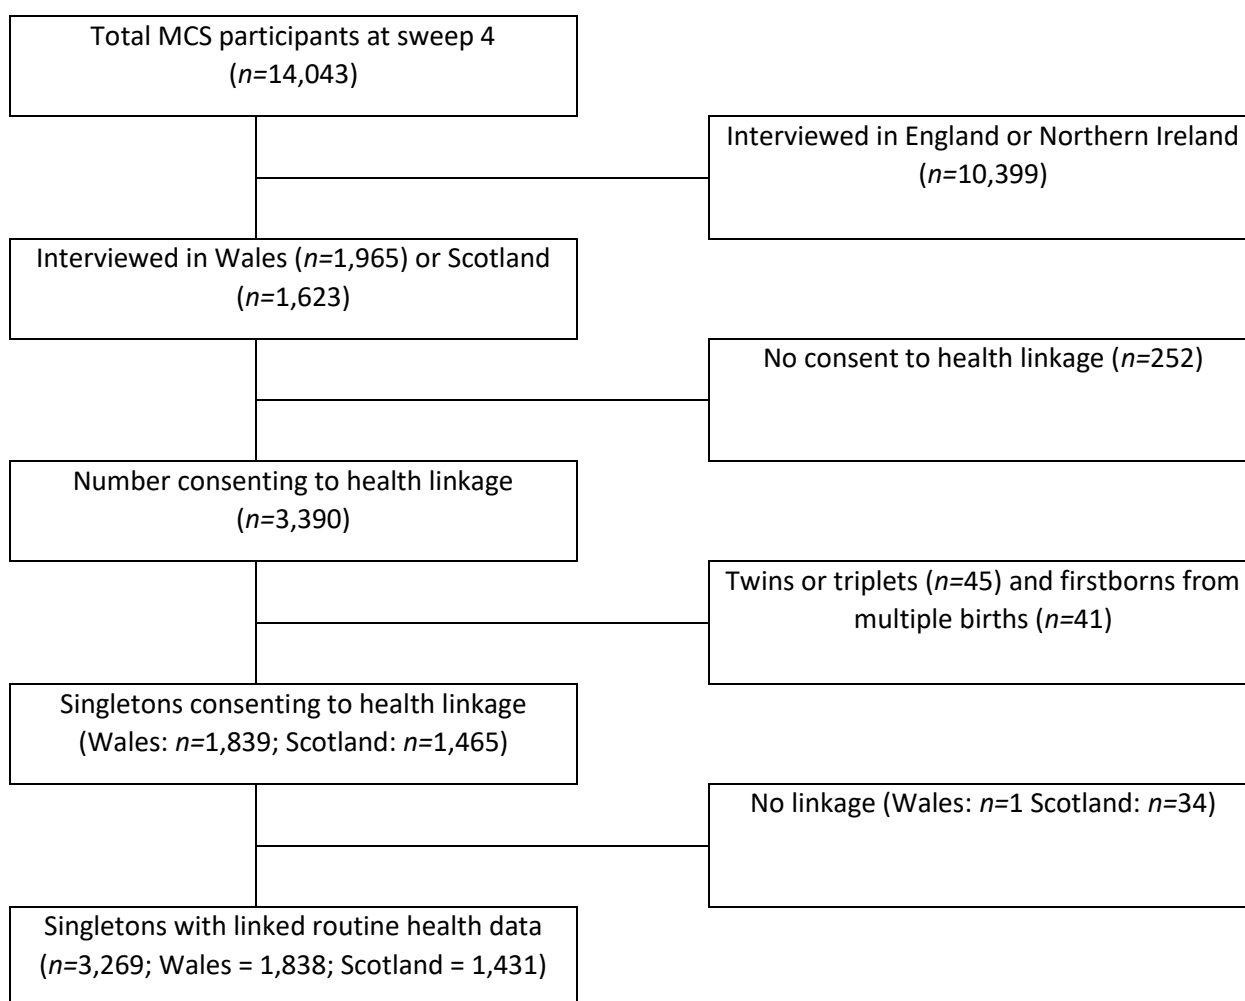 Total MCS participants at sweep 4
(n=14,043)
Interviewed in England or Northern Ireland
(n=10,399)
Interviewed in Wales (n=1,965) or Scotland
(n=1,623)
No consent to health linkage (n=252)
Number consenting to health linkage
(n=3,390)
Twins or triplets (n=45) and firstborns from
multiple births (n=41)
Singletons consenting to health linkage
(Wales: n=1,839; Scotland: n=1,465)
No linkage (Wales: n=1 Scotland: n=34)
Singletons with linked routine health data
(n=3,269; Wales = 1,838; Scotland = 1,431)